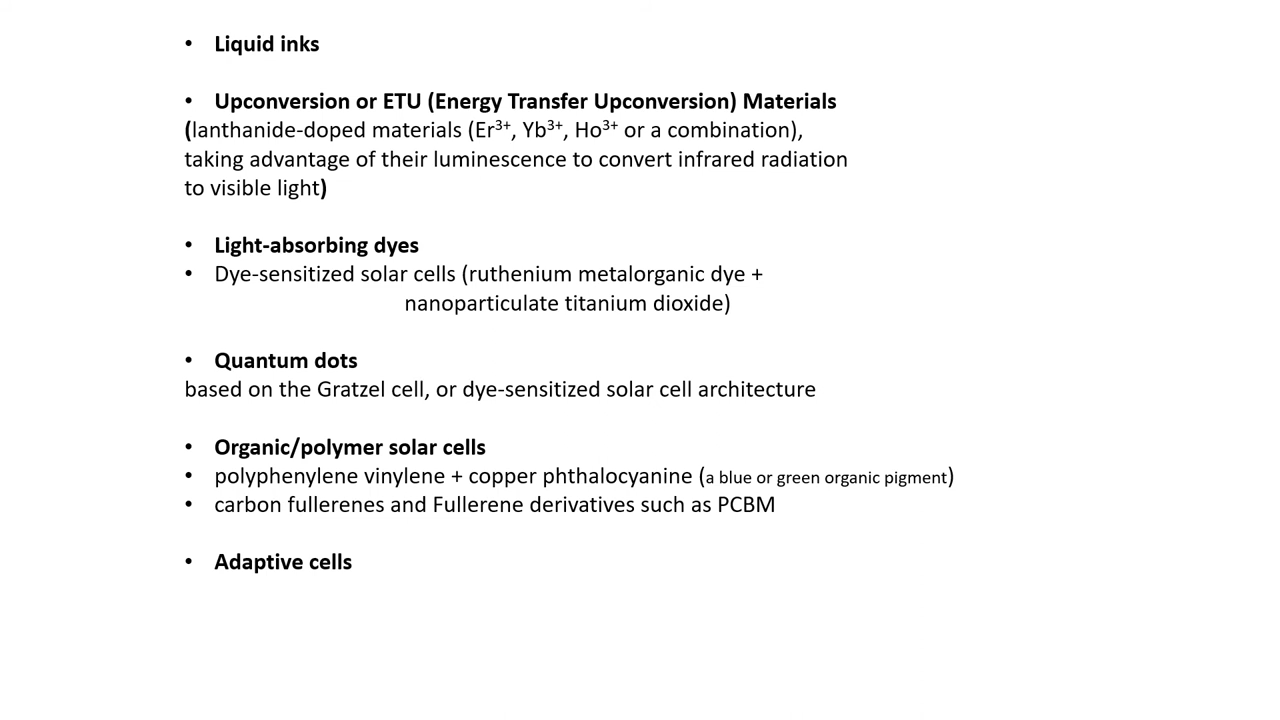 • Liquid inks
• Upconversion or ETU (Energy Transfer Upconversion) Materials
(lanthanide-doped materials (Er³⁺, Yb³⁺, Ho³⁺ or a combination),
taking advantage of their luminescence to convert infrared radiation
to visible light)
• Light-absorbing dyes
• Dye-sensitized solar cells (ruthenium metalorganic dye +
nanoparticulate titanium dioxide)
• Quantum dots
based on the Gratzel cell, or dye-sensitized solar cell architecture
• Organic/polymer solar cells
• polyphenylene vinylene + copper phthalocyanine (a blue or green organic pigment)
• carbon fullerenes and Fullerene derivatives such as PCBM
• Adaptive cells